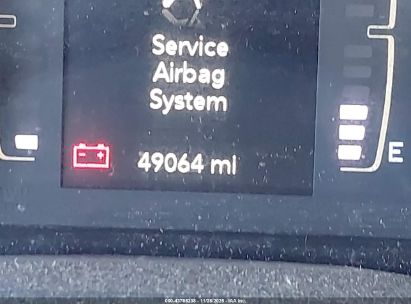 Service
Airbag
System
49064 mi
E